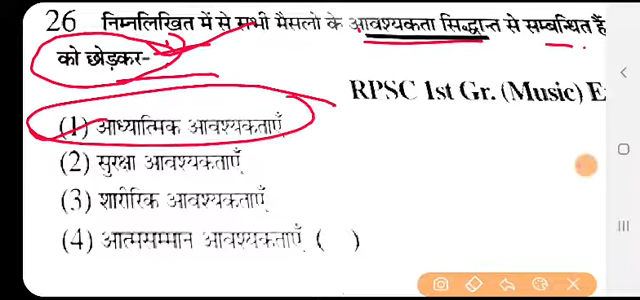 26 निम्नलिखित में से सभी मैसलो के आवश्यकता सिद्धान्त से सम्बन्धित हैं
को छोड़कर-
RPSC 1st Gr. (Music) E
(1) आध्यात्मिक आवश्यकताएँ
(2) सुरक्षा आवश्यकताएँ
(3) शारीरिक आवश्यकताएँ
(4) आत्मसम्मान आवश्यकताएँ ( )